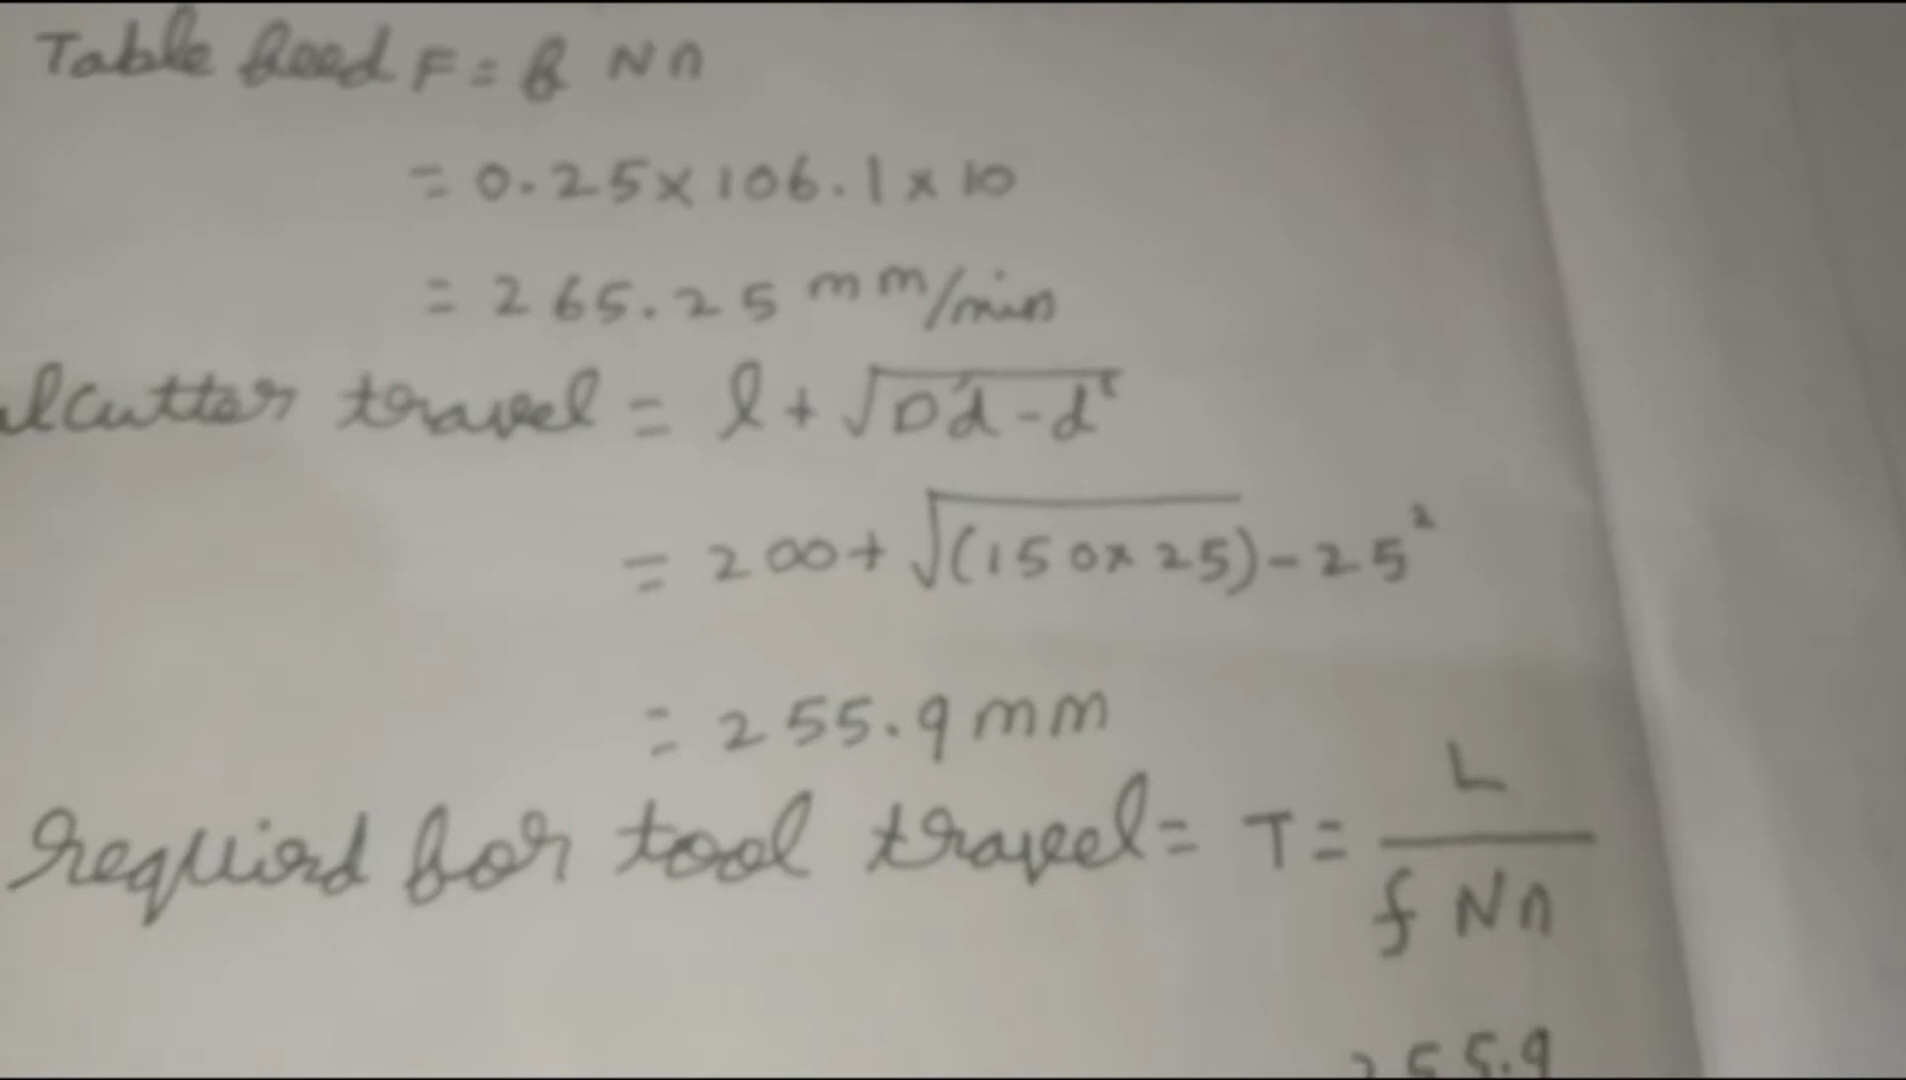 Table feed F = f N n
= 0.25 x 106.1 x 10
= 265.25 mm/min
l cutter travel = l + √Dd - d²
= 200 + √(150 x 25) - 25²
= 255.9 mm
requierd for tool travel = T = L / f N n
255.9